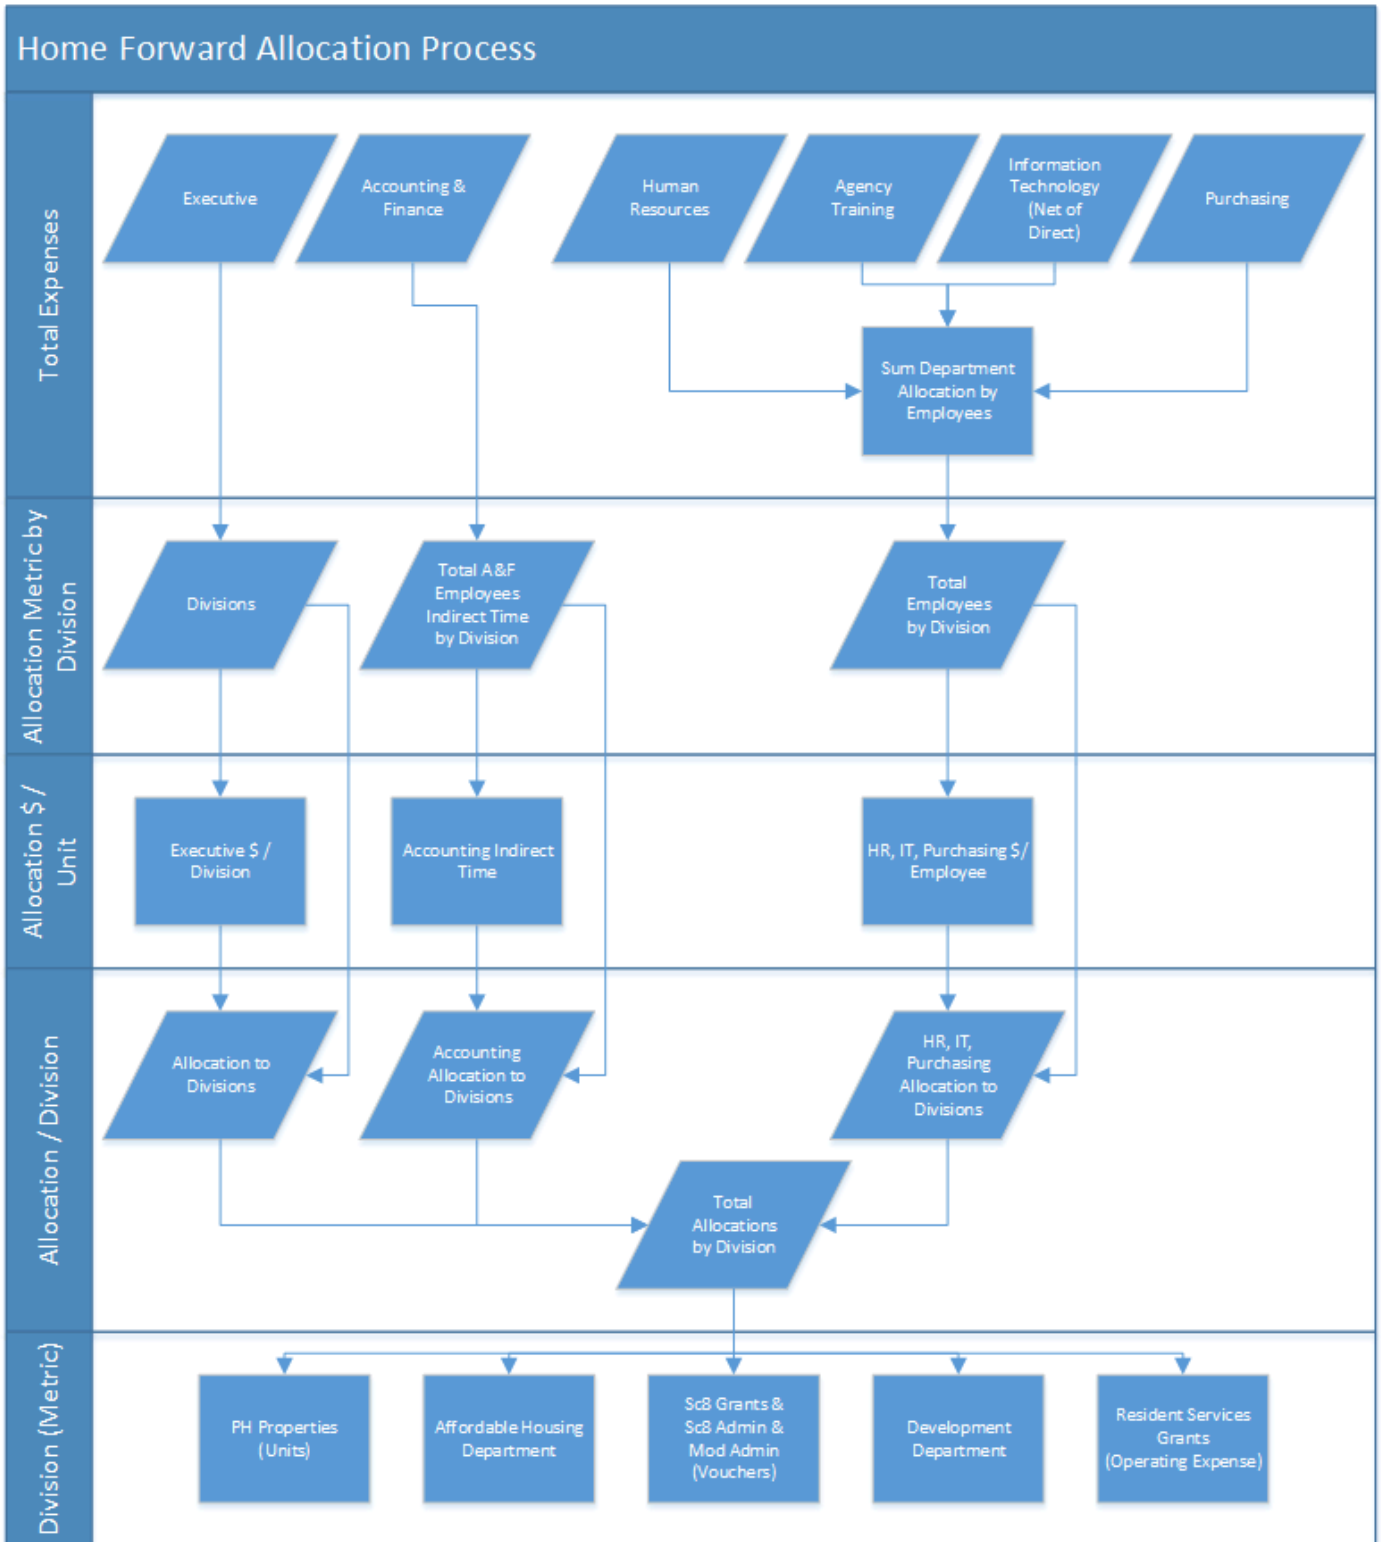 Home Forward Allocation Process
Total Expenses
Executive
Accounting &
Finance
Human
Resources
Agency
Training
Information
Technology
(Net of
Direct)
Purchasing
Sum Department
Allocation by
Employees
Allocation Metric by
Division
Divisions
Total A&F
Employees
Indirect Time
by Division
Total
Employees
by Division
Allocation $ /
Unit
Executive $ /
Division
Accounting Indirect
Time
HR, IT, Purchasing $/
Employee
Allocation / Division
Allocation to
Divisions
Accounting
Allocation to
Divisions
HR, IT,
Purchasing
Allocation to
Divisions
Total
Allocations
by Division
Division (Metric)
PH Properties
(Units)
Affordable Housing
Department
Sc8 Grants &
Sc8 Admin &
Mod Admin
(Vouchers)
Development
Department
Resident Services
Grants
(Operating Expense)